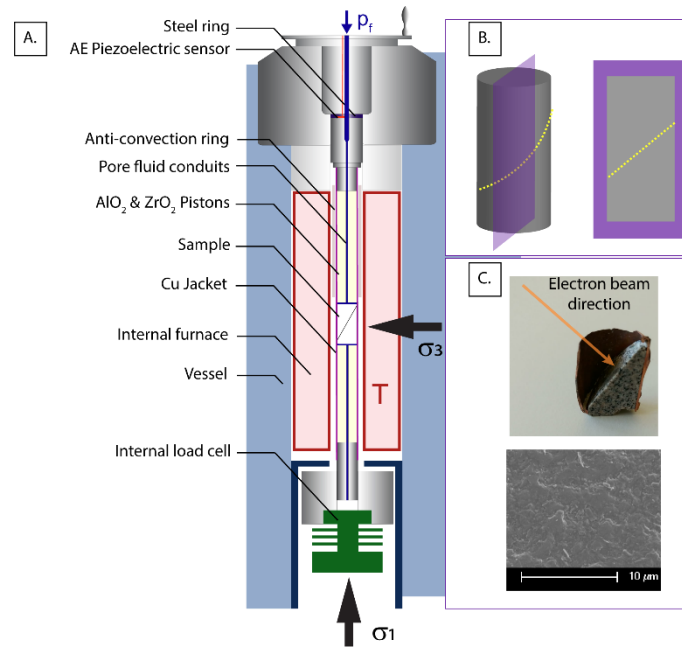 A.
Steel ring
p_f
AE Piezoelectric sensor
Anti-convection ring
Pore fluid conduits
AlO₂ & ZrO₂ Pistons
Sample
Cu Jacket
Internal furnace
Vessel
Internal load cell
σ3
T
σ1
B.
C.
Electron beam
direction
10 μm